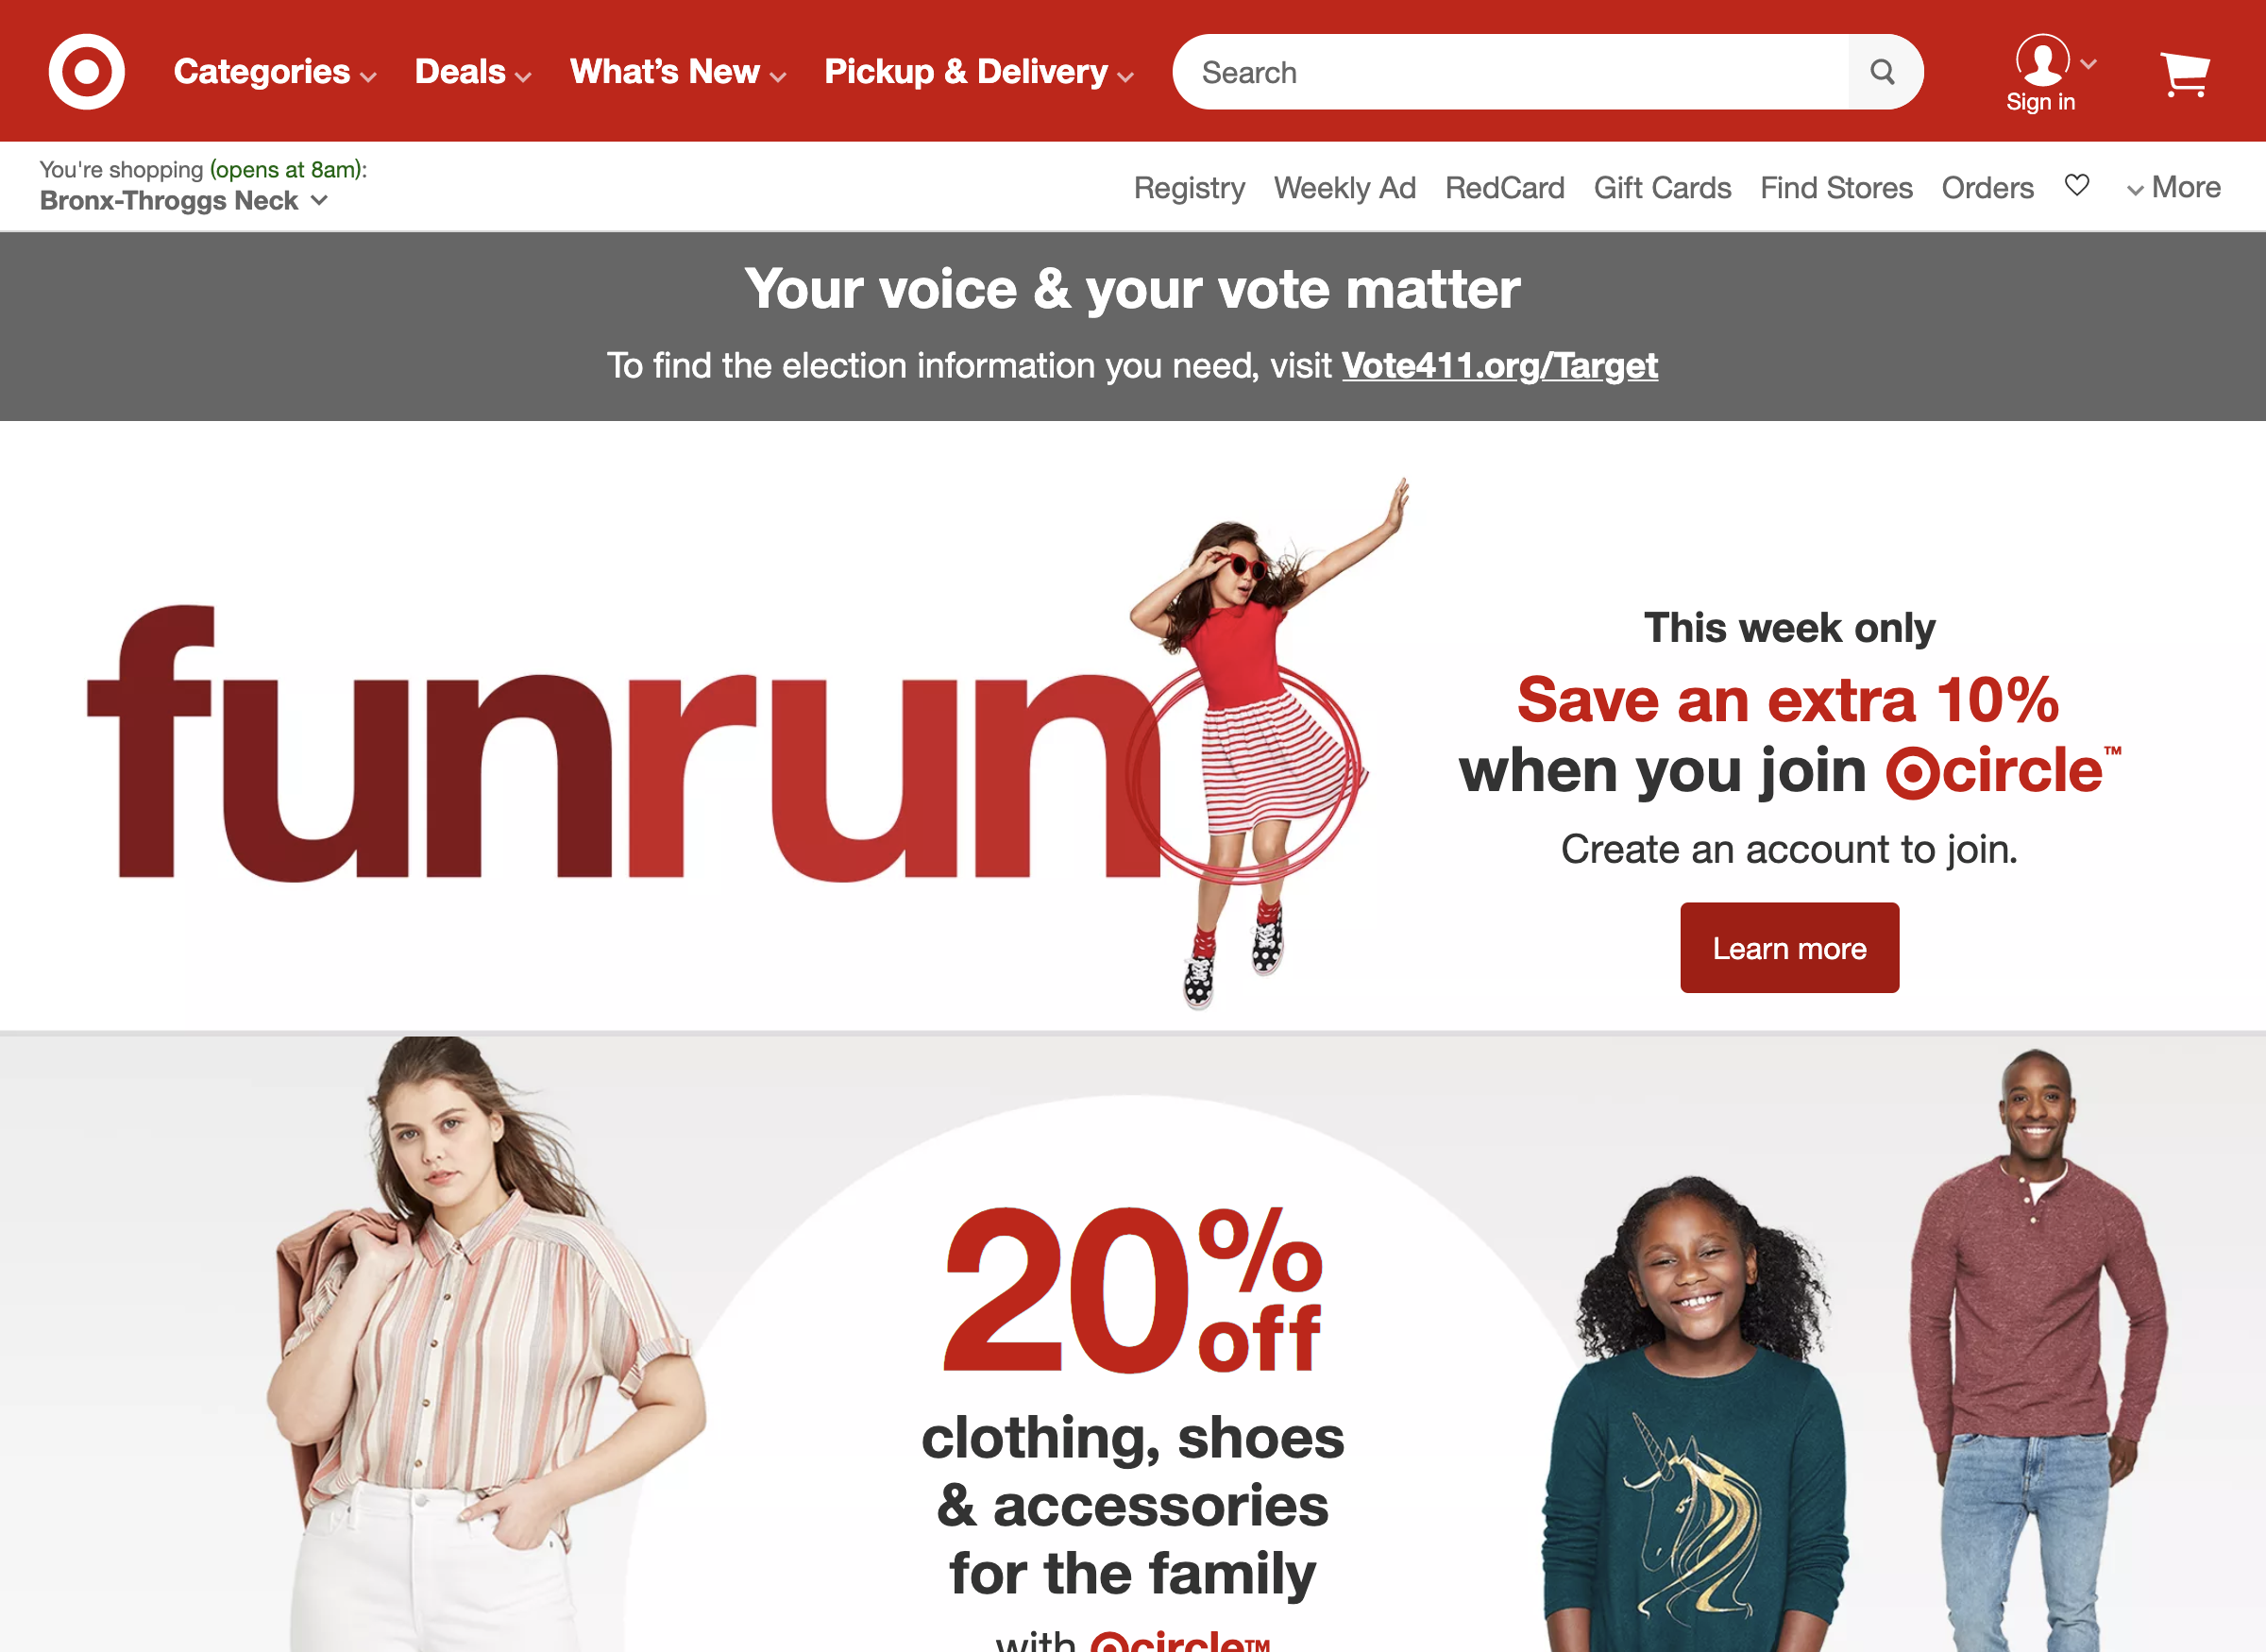 Categories
Deals
What's New
Pickup & Delivery
Search
Sign in
You're shopping (opens at 8am):
Bronx-Throggs Neck
Registry
Weekly Ad
RedCard
Gift Cards
Find Stores
Orders
More
Your voice & your vote matter
To find the election information you need, visit Vote411.org/Target
funrun
This week only
Save an extra 10%
when you join circle™
Create an account to join.
Learn more
20% off
clothing, shoes
& accessories
for the family
with circle™